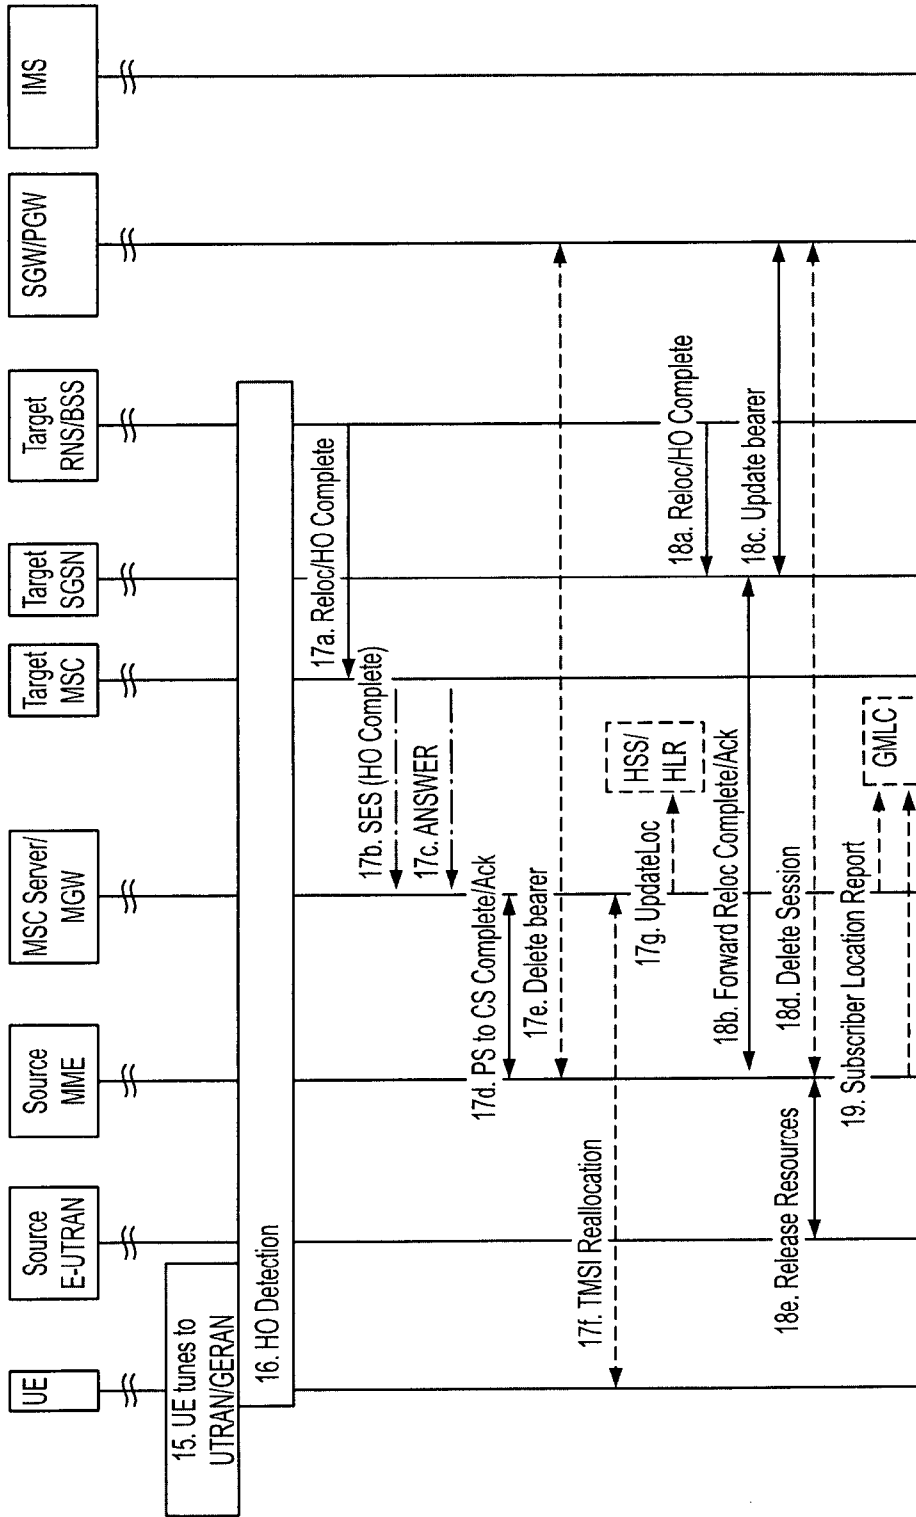 UE
Source
E-UTRAN
Source
MME
MSC Server/
MGW
Target
MSC
Target
SGSN
Target
RNS/BSS
SGW/PGW
IMS
15. UE tunes to
UTRAN/GERAN
16. HO Detection
17a. Reloc/HO Complete
17b. SES (HO Complete)
17c. ANSWER
17d. PS to CS Complete/Ack
17e. Delete bearer
17f. TMSI Reallocation
17g. UpdateLoc
HSS/
HLR
18a. Reloc/HO Complete
18b. Forward Reloc Complete/Ack
18c. Update bearer
18d. Delete Session
18e. Release Resources
19. Subscriber Location Report
GMLC